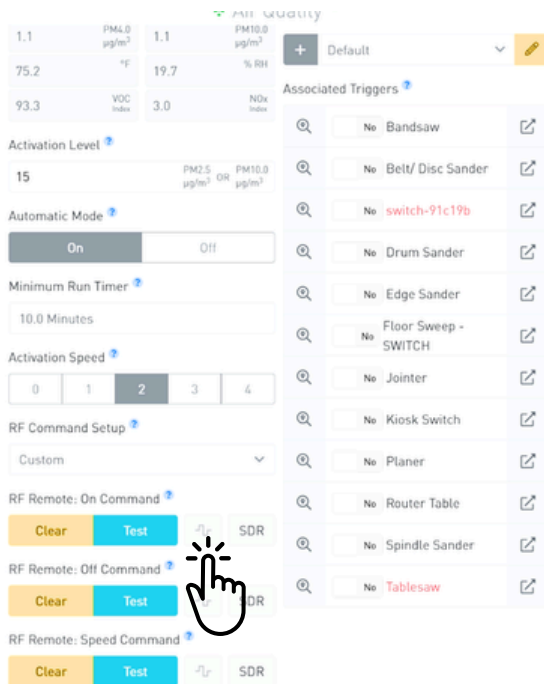 Air Quality
1.1 PM4.0 µg/m³ 1.1 PM10.0 µg/m³
75.2 °F 19.7 % RH
93.3 VOC Index 3.0 NOx Index
Activation Level ?
15 PM2.5 µg/m³ OR PM10.0 µg/m³
Automatic Mode ?
On Off
Minimum Run Timer ?
10.0 Minutes
Activation Speed ?
0 1 2 3 4
RF Command Setup ?
Custom
RF Remote: On Command ?
Clear Test SDR
RF Remote: Off Command ?
Clear Test SDR
RF Remote: Speed Command ?
Clear Test SDR
+ Default
Associated Triggers ?
No Bandsaw
No Belt/ Disc Sander
No switch-91c19b
No Drum Sander
No Edge Sander
No Floor Sweep -
SWITCH
No Jointer
No Kiosk Switch
No Planer
No Router Table
No Spindle Sander
No Tablesaw